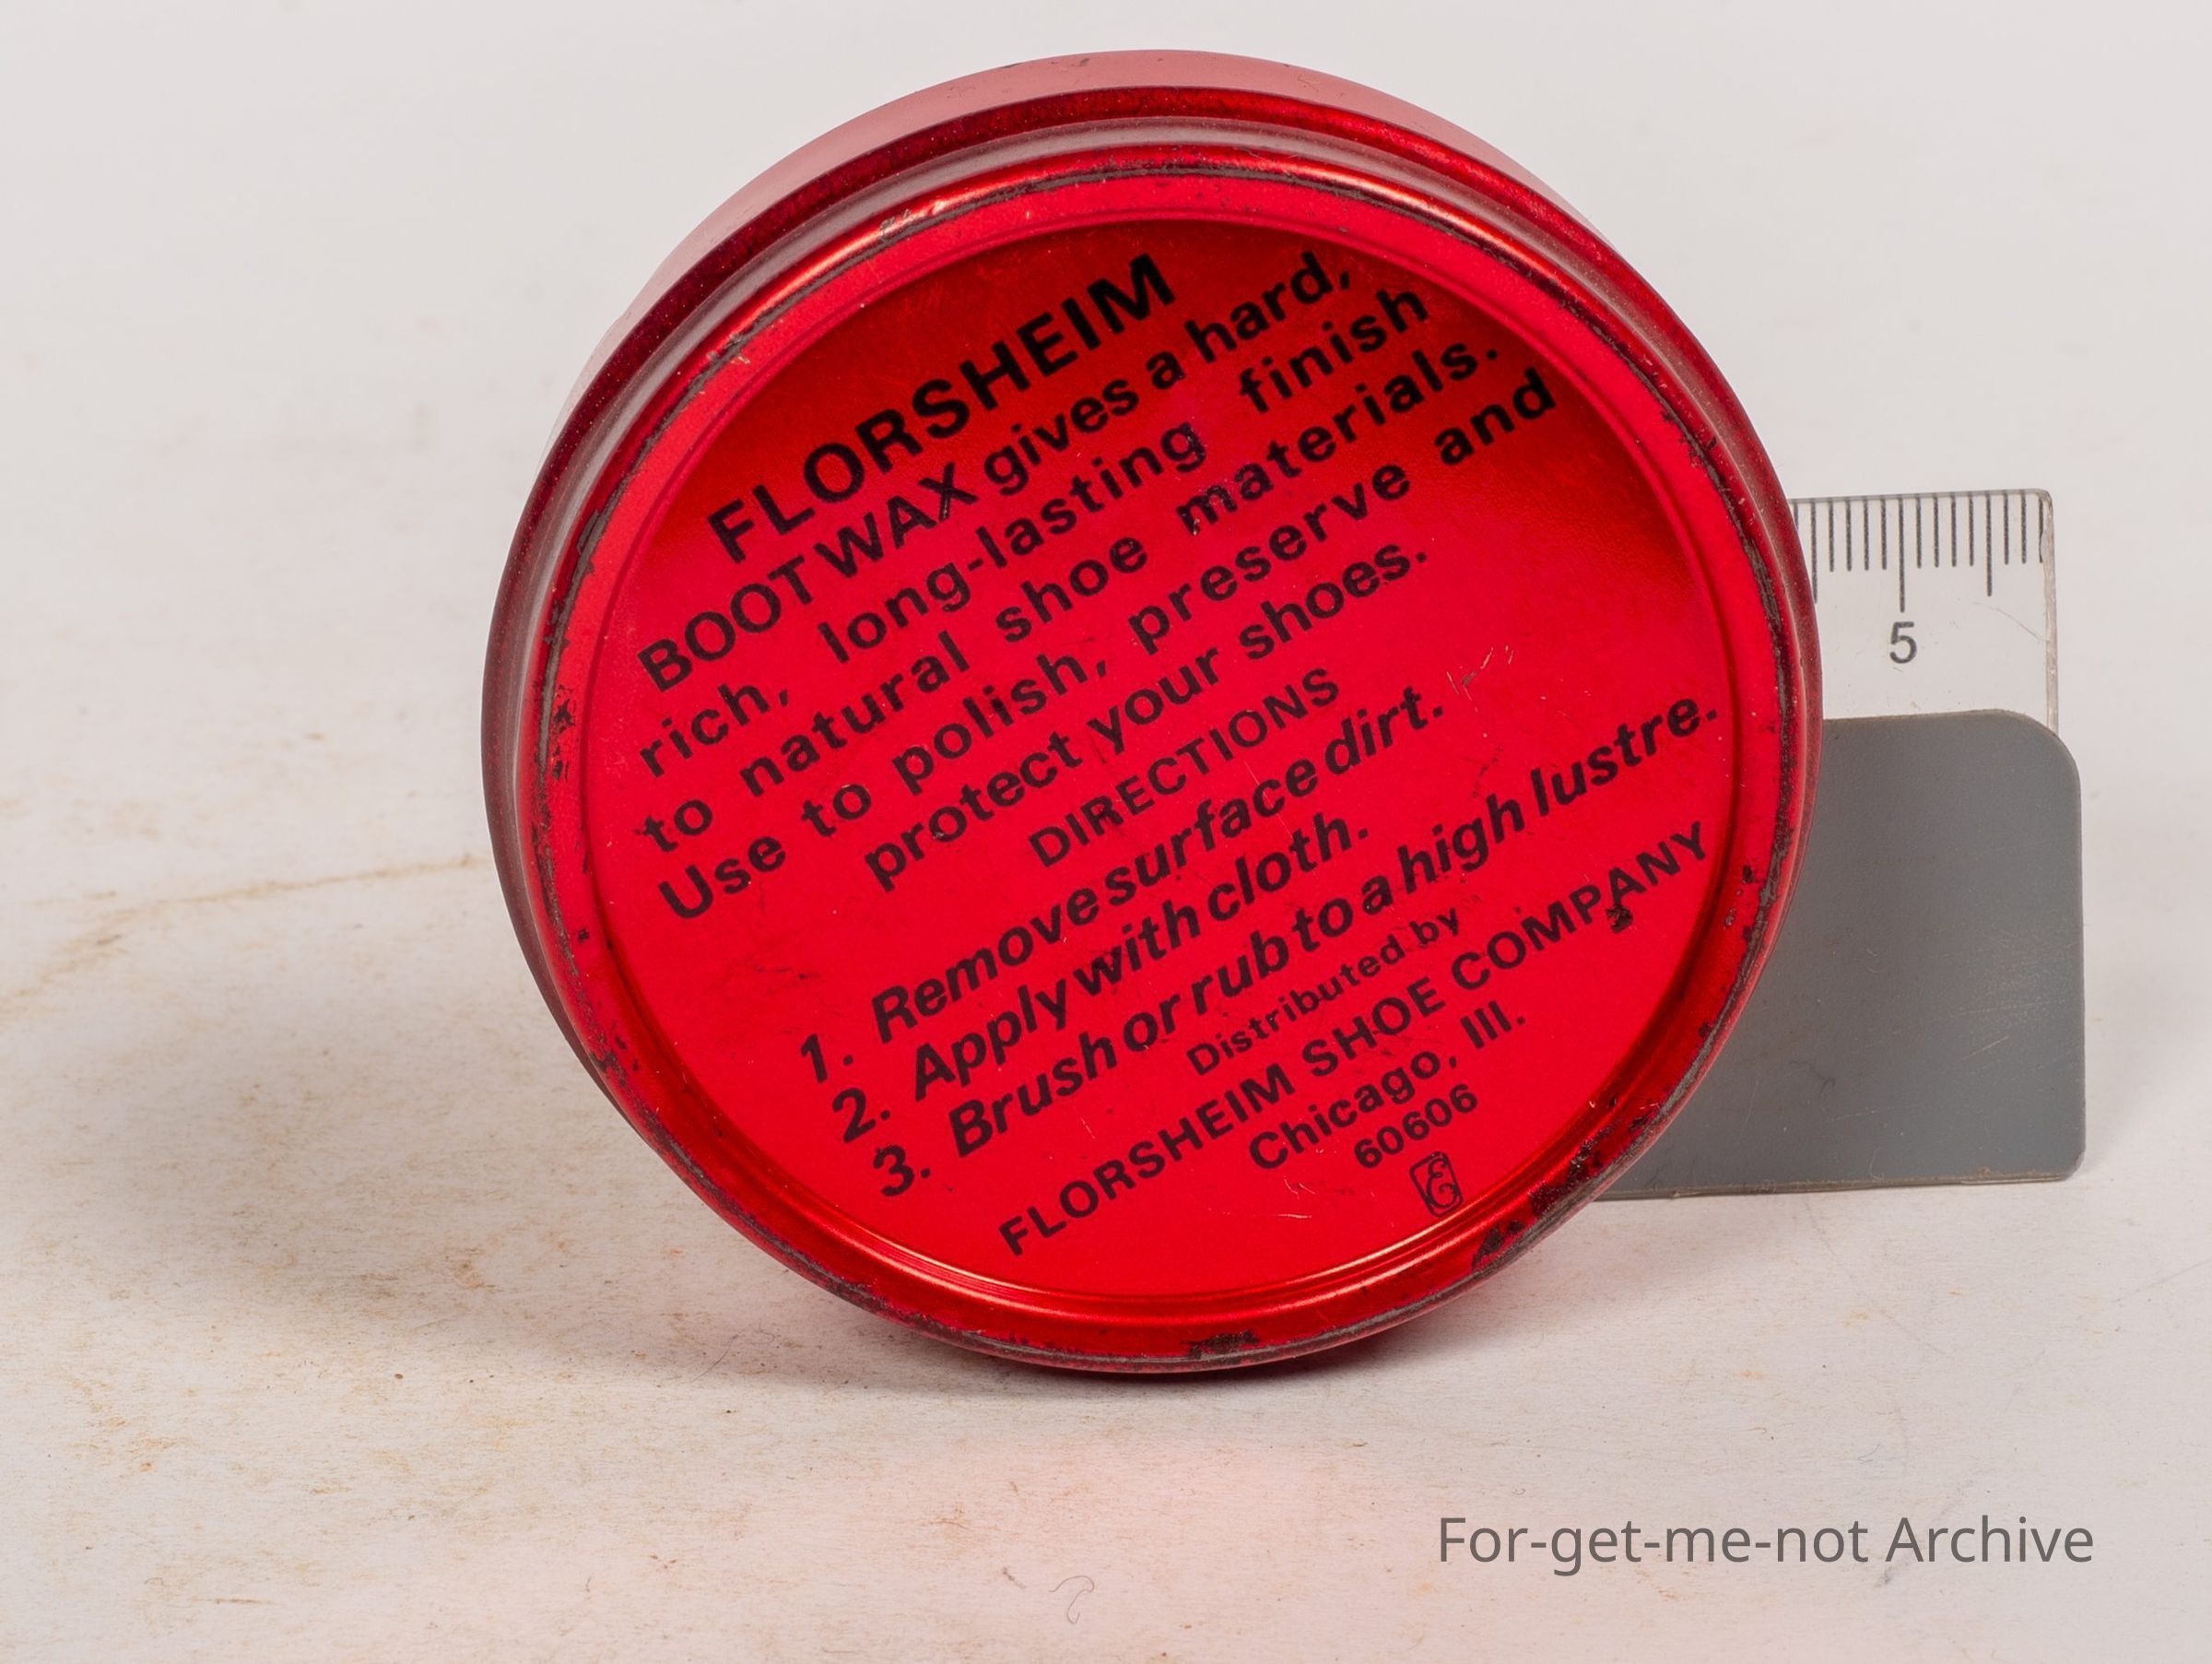 FLORSHEIM
BOOTWAX gives a hard,
rich, long-lasting finish
to natural shoe materials.
Use to polish, preserve and
protect your shoes.
DIRECTIONS
1. Remove surface dirt.
2. Apply with cloth.
3. Brush or rub to a high lustre.
Distributed by
FLORSHEIM SHOE COMPANY
Chicago, Ill.
60606
E
5
For-get-me-not Archive